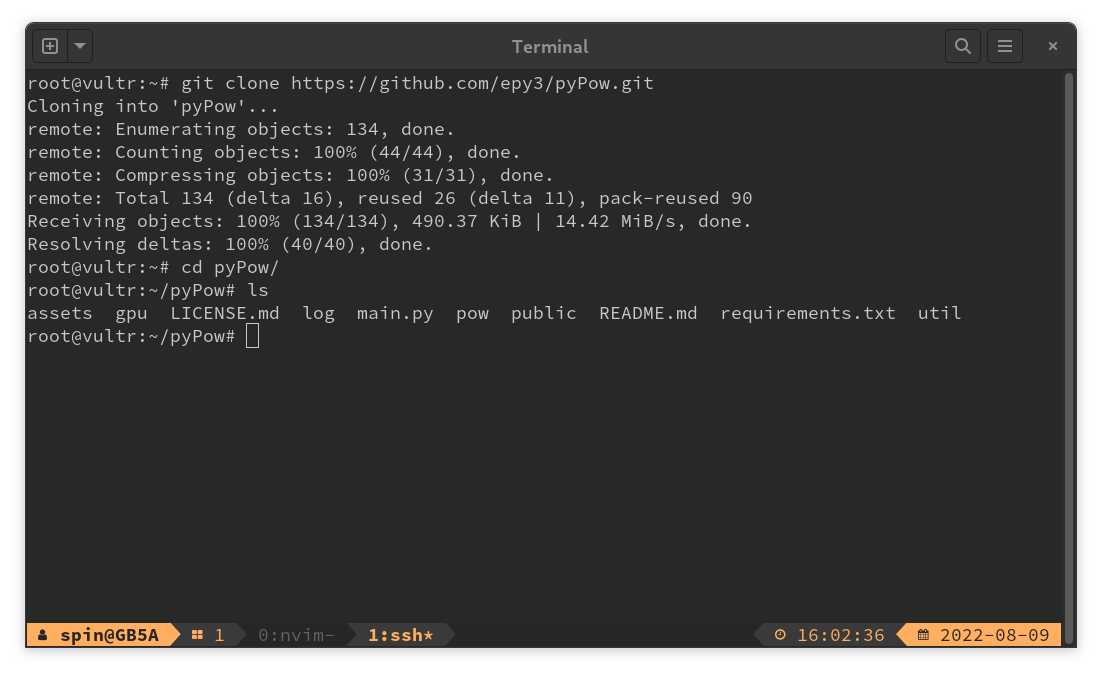 Terminal
root@vultr:~# git clone https://github.com/epy3/pyPow.git
Cloning into 'pyPow'...
remote: Enumerating objects: 134, done.
remote: Counting objects: 100% (44/44), done.
remote: Compressing objects: 100% (31/31), done.
remote: Total 134 (delta 16), reused 26 (delta 11), pack-reused 90
Receiving objects: 100% (134/134), 490.37 KiB | 14.42 MiB/s, done.
Resolving deltas: 100% (40/40), done.
root@vultr:~# cd pyPow/
root@vultr:~/pyPow# ls
assets  gpu  LICENSE.md  log  main.py  pow  public  README.md  requirements.txt  util
root@vultr:~/pyPow#
spin@GB5A 1 0:nvim- 1:ssh* 16:02:36 2022-08-09